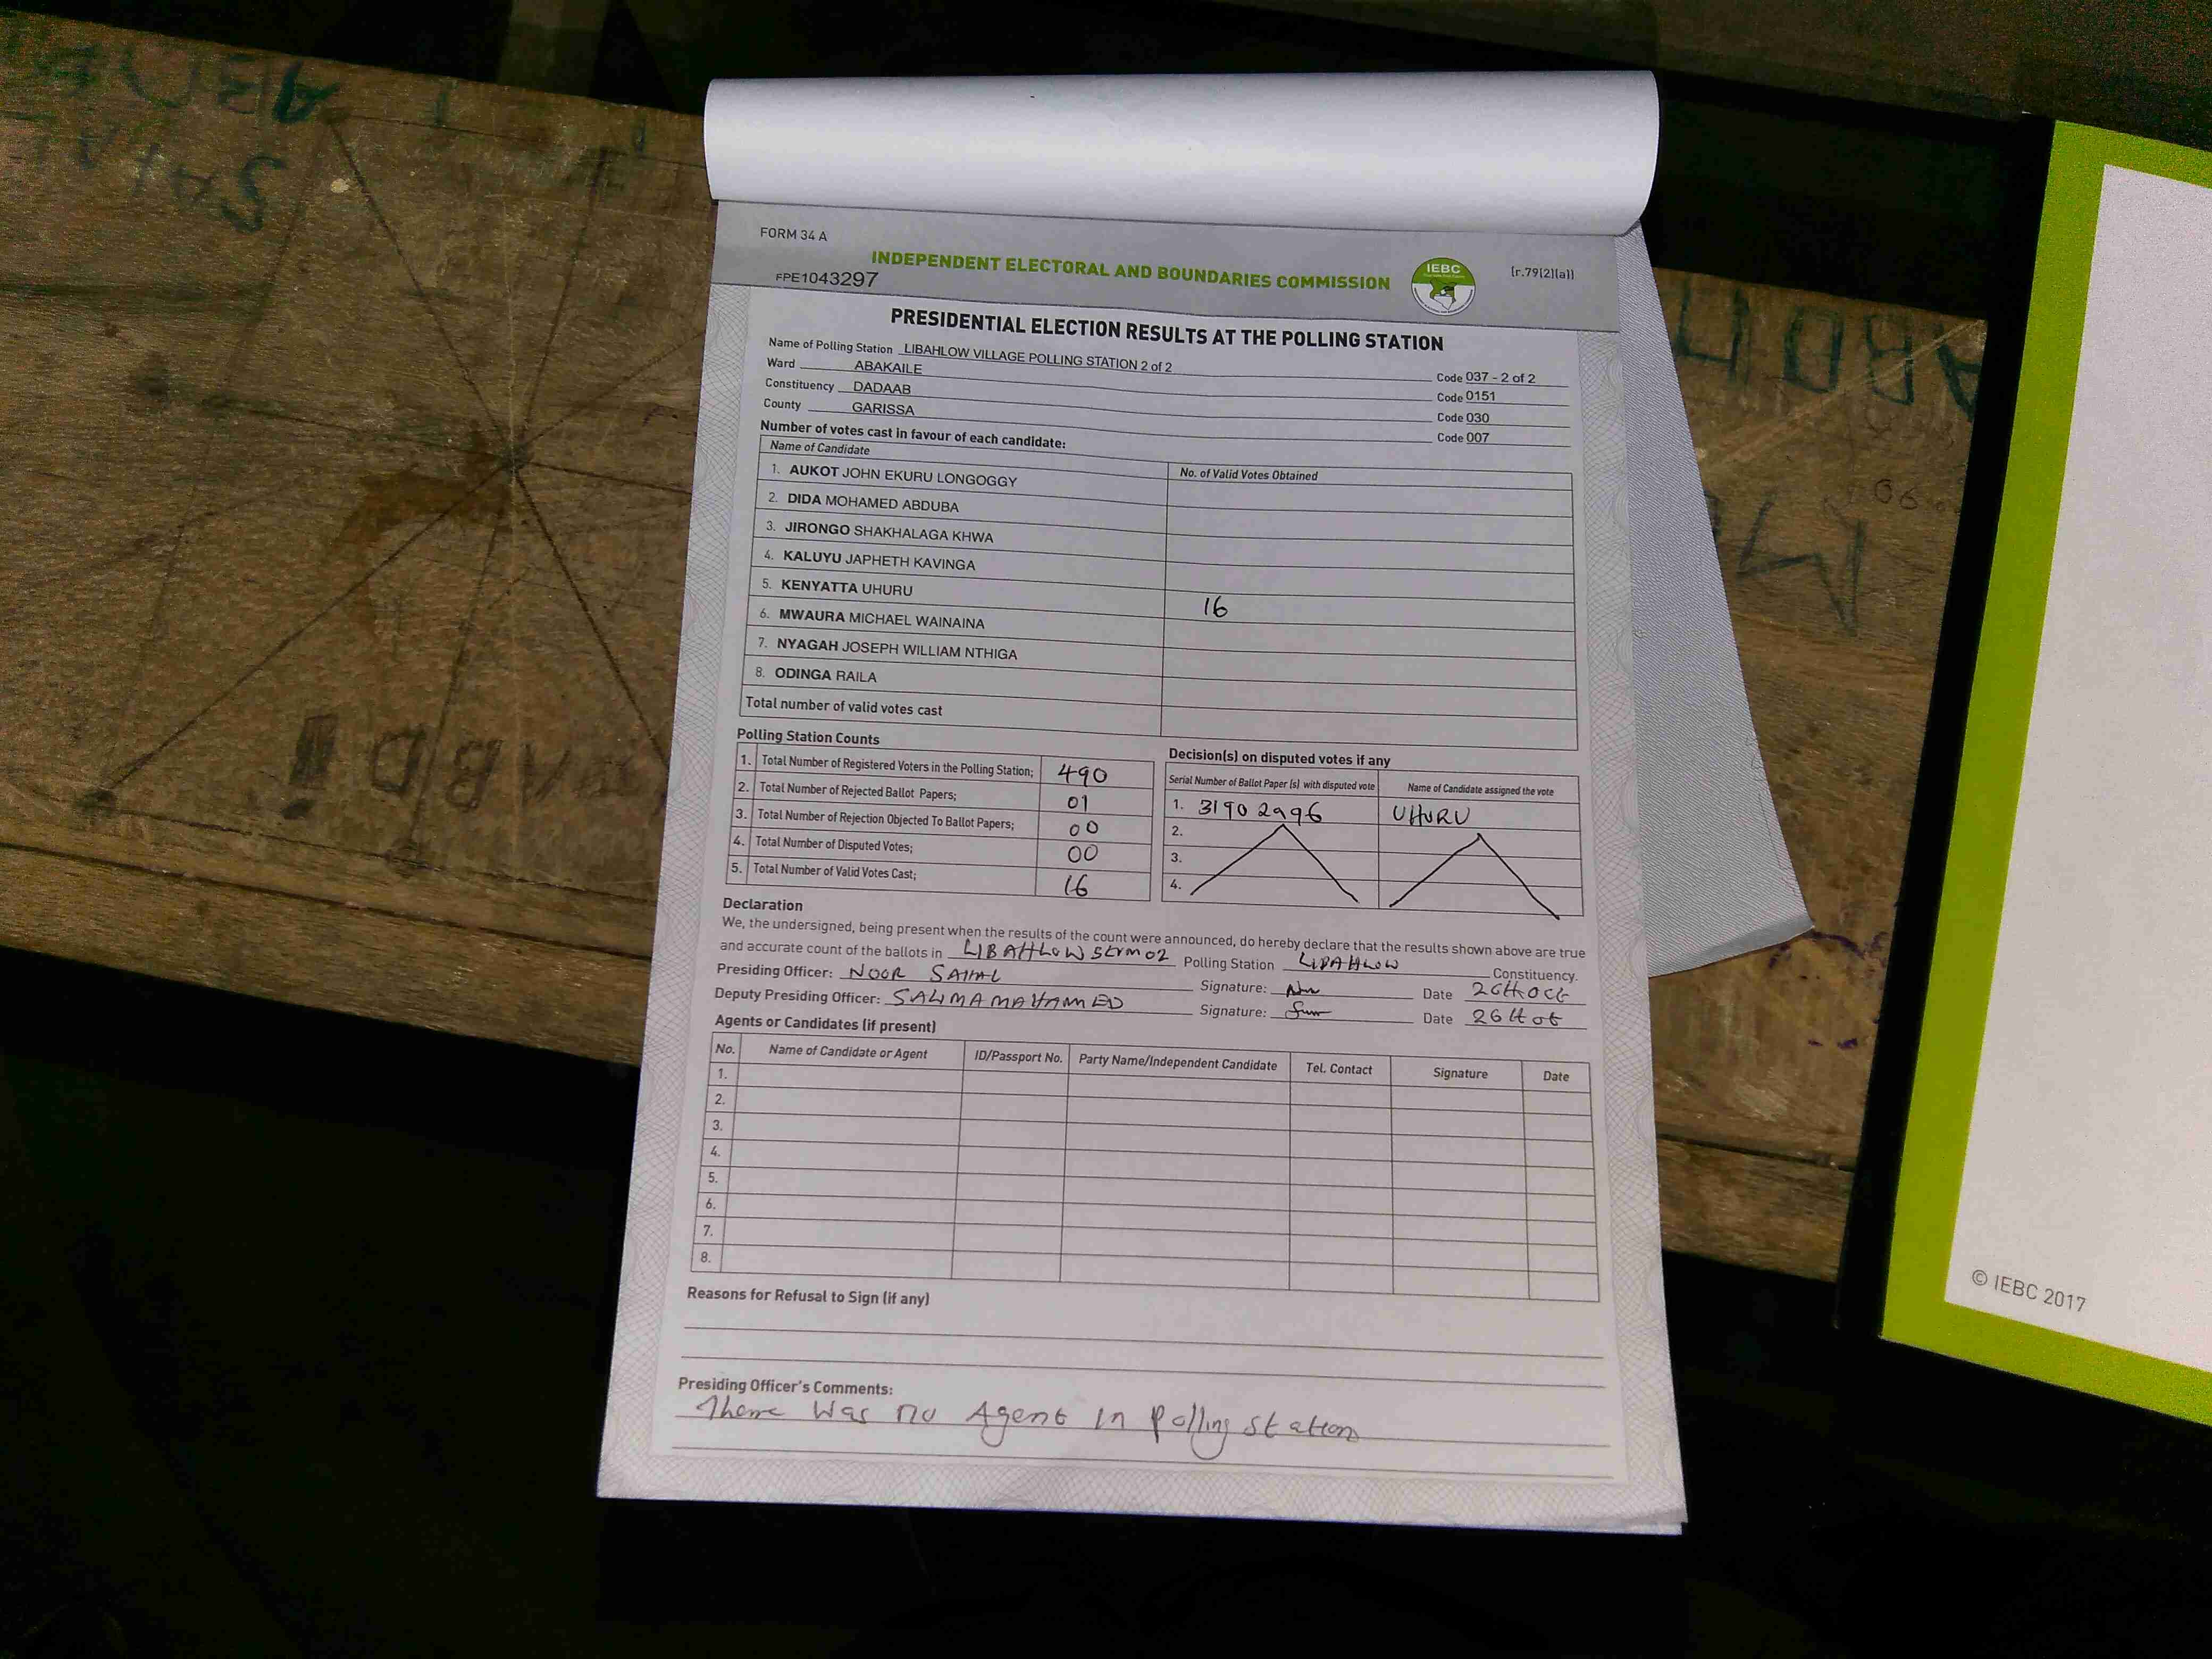 FORM 34 A
INDEPENDENT ELECTORAL AND BOUNDARIES COMMISSION
IEBC
[r.79(2)(a)]
FPE1043297
PRESIDENTIAL ELECTION RESULTS AT THE POLLING STATION
Name of Polling Station LIBAHLOW VILLAGE POLLING STATION 2 of 2 Code 037 - 2 of 2
Ward ABAKAILE Code 0151
Constituency DADAAB Code 030
County GARISSA Code 007
Number of votes cast in favour of each candidate:
Name of Candidate No. of Valid Votes Obtained
1. AUKOT JOHN EKURU LONGOGGY
2. DIDA MOHAMED ABDUBA
3. JIRONGO SHAKHALAGA KHWA
4. KALUYU JAPHETH KAVINGA
5. KENYATTA UHURU 16
6. MWAURA MICHAEL WAINAINA
7. NYAGAH JOSEPH WILLIAM NTHIGA
8. ODINGA RAILA
Total number of valid votes cast
Polling Station Counts
1. Total Number of Registered Voters in the Polling Station; 490
2. Total Number of Rejected Ballot Papers; 01
3. Total Number of Rejection Objected To Ballot Papers; 00
4. Total Number of Disputed Votes; 00
5. Total Number of Valid Votes Cast; 16
Decision(s) on disputed votes if any
Serial Number of Ballot Paper (s) with disputed vote Name of Candidate assigned the vote
1. 31902996 UHURU
2.
3.
4.
Declaration
We, the undersigned, being present when the results of the count were announced, do hereby declare that the results shown above are true
and accurate count of the ballots in LIBAHLOW Polling Station LIBAHLOW Constituency.
Presiding Officer: NOOR SAHAL Signature: Date 26th Oct
Deputy Presiding Officer: SALIMA MAHAMMED Signature: Date
Agents or Candidates (if present)
No. Name of Candidate or Agent ID/Passport No. Party Name/Independent Candidate Tel. Contact Signature Date
1.
2.
3.
4.
5.
6.
7.
8.
Reasons for Refusal to Sign (if any)
Presiding Officer's Comments:
There Was no Agent in polling station
© IEBC 2017